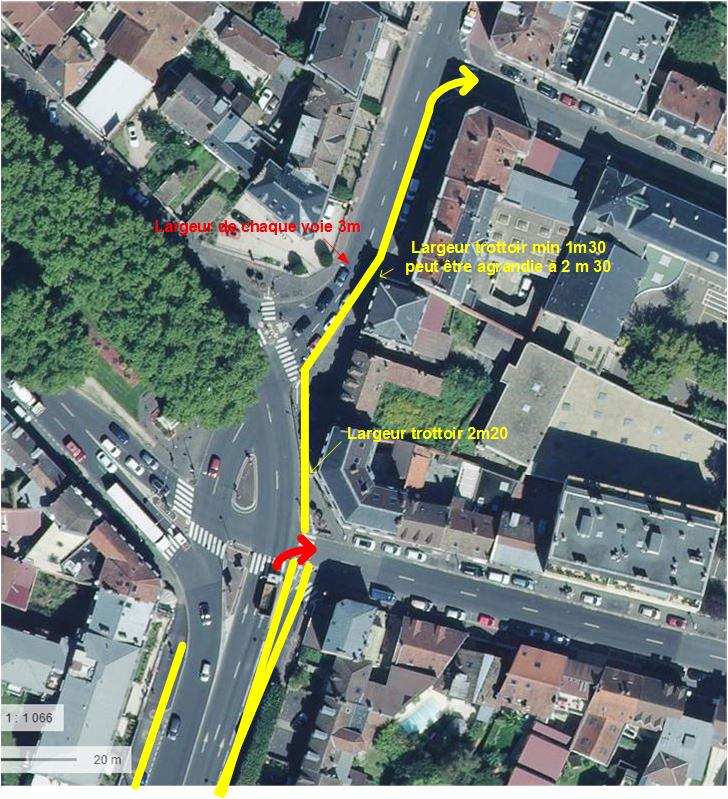 Largeur de chaque voie 3m
Largeur trottoir min 1m30
peut être agrandie à 2 m 30
Largeur trottoir 2m20
1 : 1 066
20 m